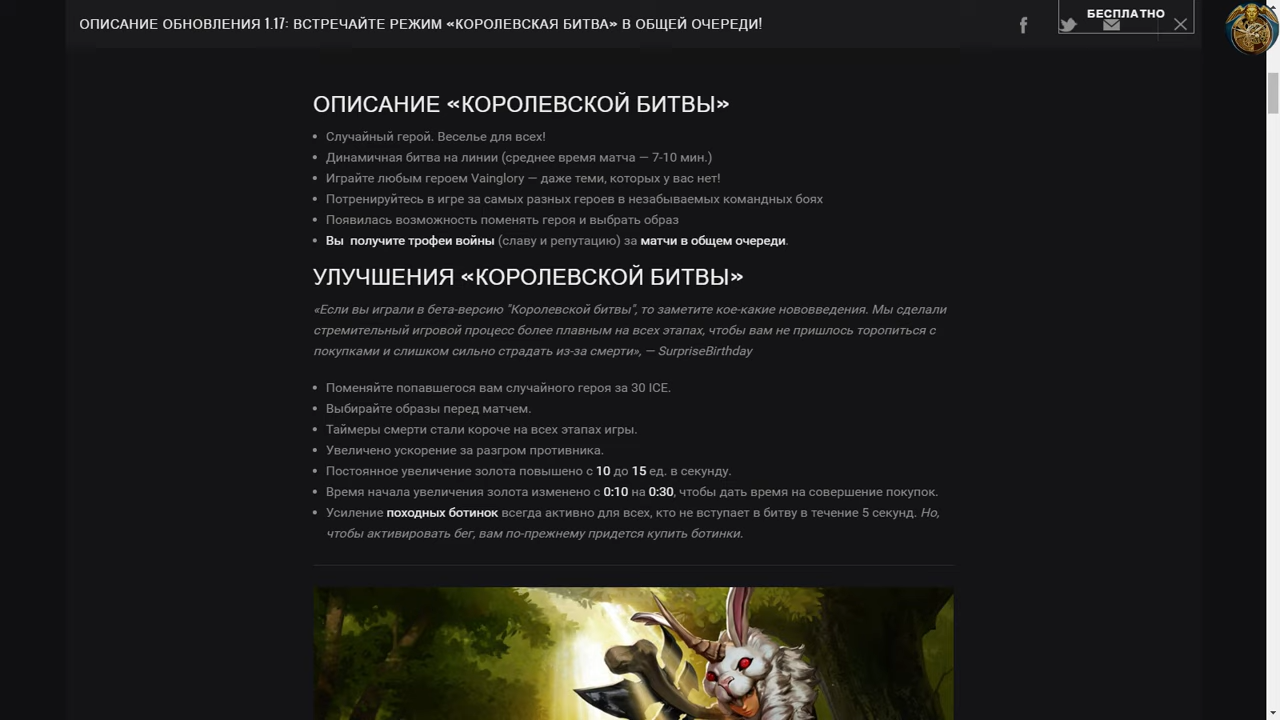 ОПИСАНИЕ ОБНОВЛЕНИЯ 1.17: ВСТРЕЧАЙТЕ РЕЖИМ «КОРОЛЕВСКАЯ БИТВА» В ОБЩЕЙ ОЧЕРЕДИ!
БЕСПЛАТНО
ОПИСАНИЕ «КОРОЛЕВСКОЙ БИТВЫ»
• Случайный герой. Веселье для всех!
• Динамичная битва на линии (среднее время матча — 7-10 мин.)
• Играйте любым героем Vainglory — даже теми, которых у вас нет!
• Потренируйтесь в игре за самых разных героев в незабываемых командных боях
• Появилась возможность поменять героя и выбрать образ
• Вы получите трофеи войны (славу и репутацию) за матчи в общем очереди.
УЛУЧШЕНИЯ «КОРОЛЕВСКОЙ БИТВЫ»
«Если вы играли в бета-версию "Королевской битвы", то заметите кое-какие нововведения. Мы сделали
стремительный игровой процесс более плавным на всех этапах, чтобы вам не пришлось торопиться с
покупками и слишком сильно страдать из-за смерти», — SurpriseBirthday
• Поменяйте попавшегося вам случайного героя за 30 ICE.
• Выбирайте образы перед матчем.
• Таймеры смерти стали короче на всех этапах игры.
• Увеличено ускорение за разгром противника.
• Постоянное увеличение золота повышено с 10 до 15 ед. в секунду.
• Время начала увеличения золота изменено с 0:10 на 0:30, чтобы дать время на совершение покупок.
• Усиление походных ботинок всегда активно для всех, кто не вступает в битву в течение 5 секунд. Но,
чтобы активировать бег, вам по-прежнему придется купить ботинки.